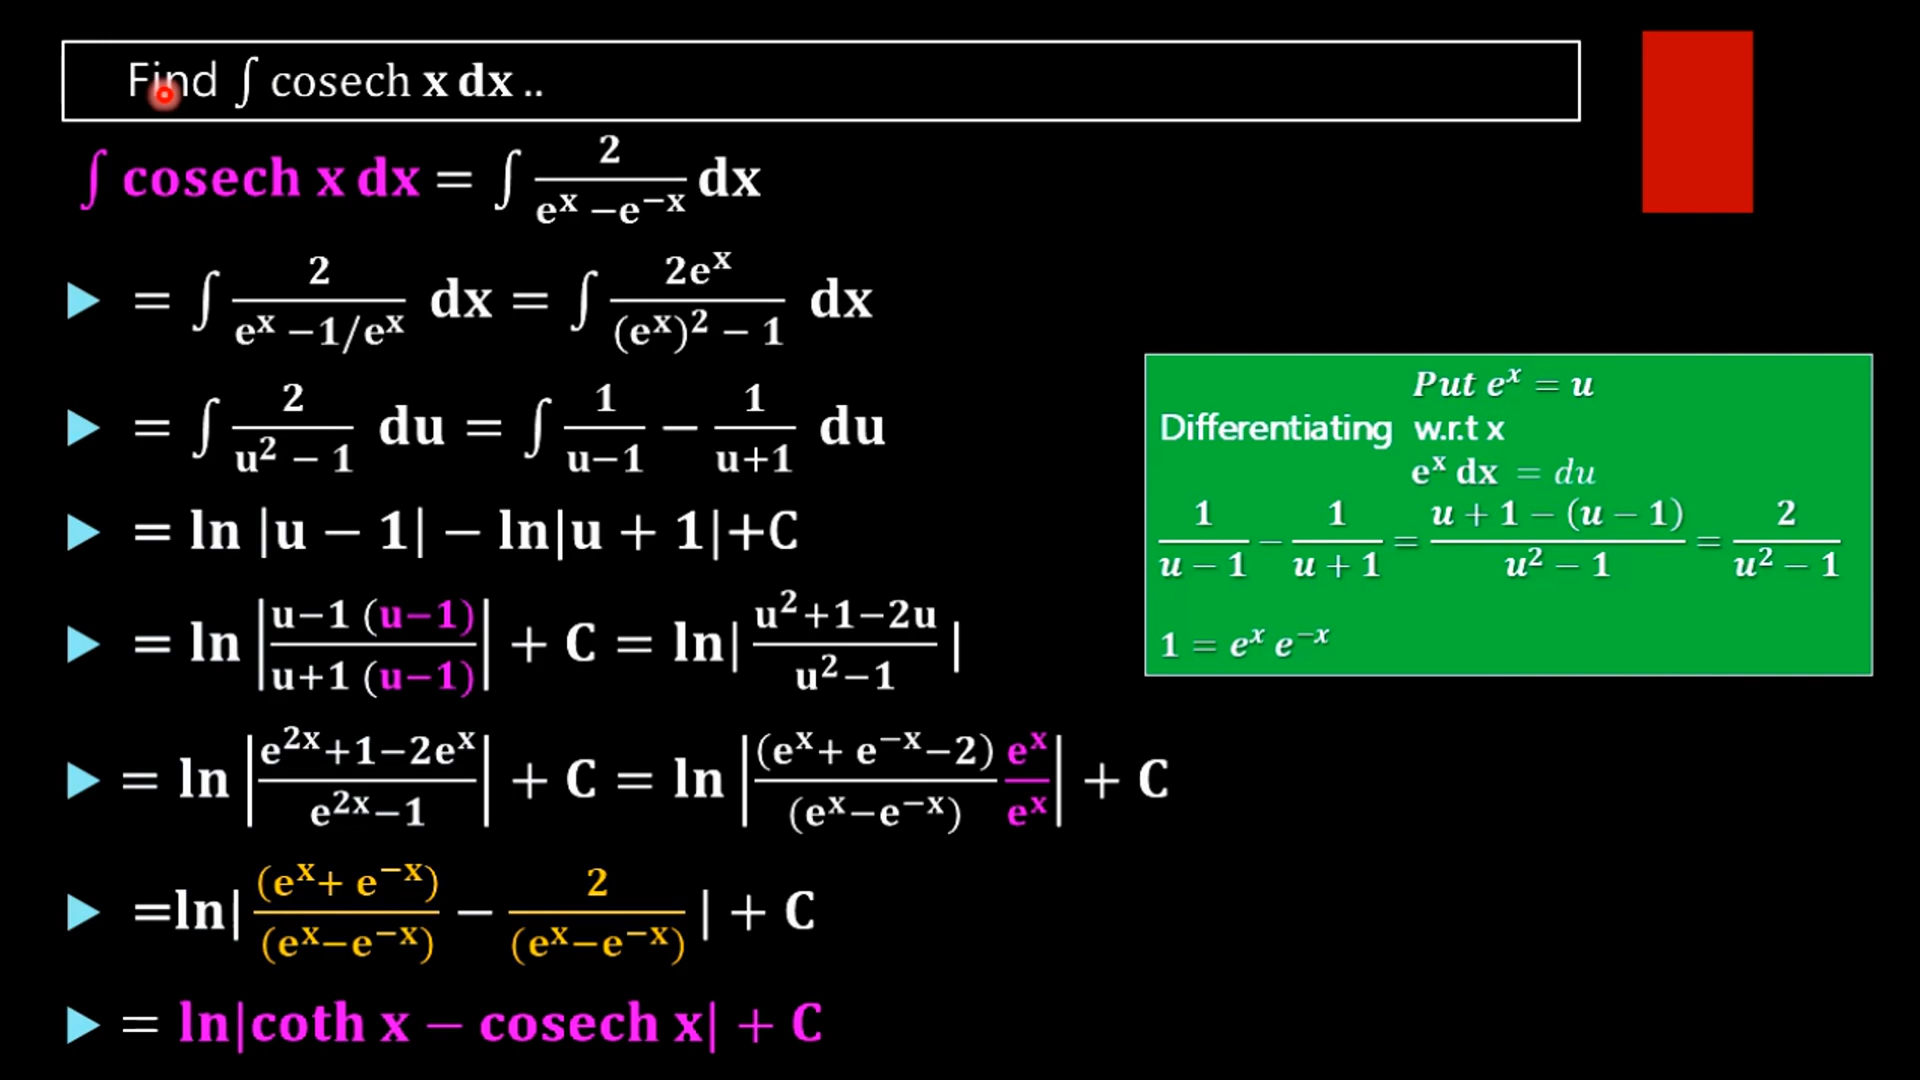 Find ∫ cosech x dx ..
∫ cosech x dx = ∫ 2/(eˣ −e⁻ˣ) dx
= ∫ 2/(eˣ −1/eˣ) dx = ∫ 2eˣ/((eˣ)² − 1) dx
= ∫ 2/(u² − 1) du = ∫ 1/(u−1) − 1/(u+1) du
= ln |u − 1| − ln|u + 1|+C
= ln |u−1 (u−1)/u+1 (u−1)| + C = ln| (u²+1−2u)/(u²−1) |
= ln |(e²ˣ+1−2eˣ)/(e²ˣ−1)| + C = ln |(eˣ+ e⁻ˣ−2)/(eˣ−e⁻ˣ) eˣ/eˣ| + C
=ln| (eˣ+ e⁻ˣ)/(eˣ−e⁻ˣ) − 2/(eˣ−e⁻ˣ) | + C
= ln|coth x − cosech x| + C
Put eˣ = u
Differentiating w.r.t x
eˣ dx = du
1/(u − 1) − 1/(u + 1) = (u + 1 − (u − 1))/(u² − 1) = 2/(u² − 1)
1 = eˣ e⁻ˣ